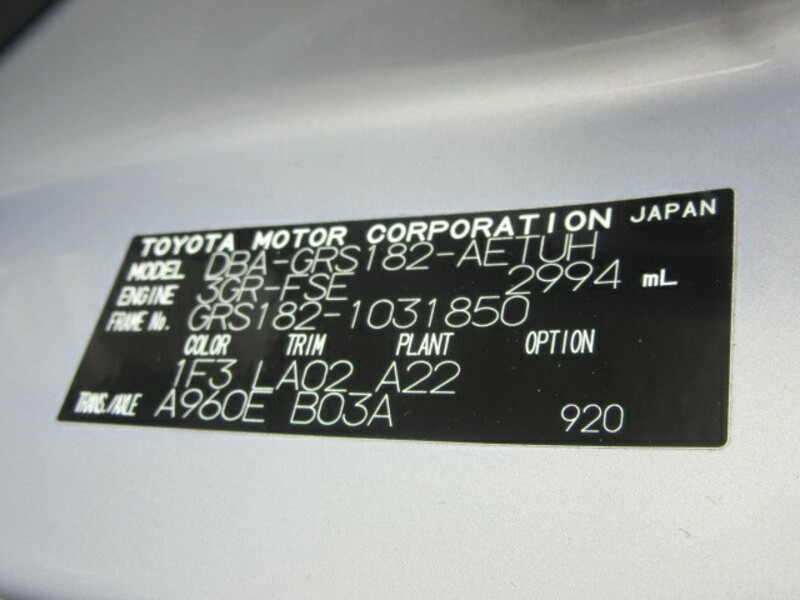 TOYOTA MOTOR CORPORATION JAPAN
MODEL DBA-GRS182-AETUH
ENGINE 3GR-FSE 2994 mL
FRAME No. GRS182-1031850
COLOR TRIM PLANT OPTION
1F3 LA02 A22
TRANS./AXLE A960E B03A 920